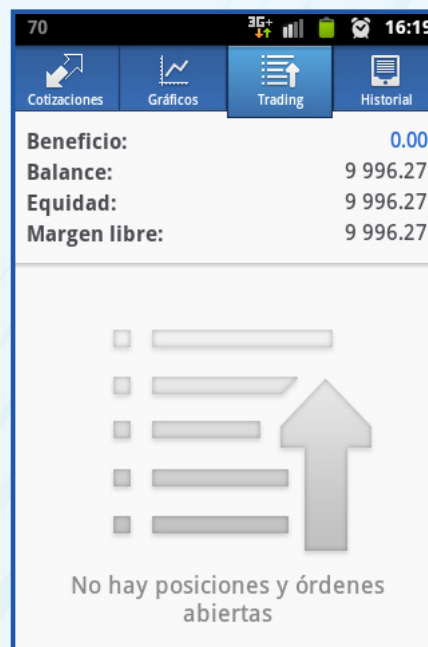 70 3G+ 16:19
Cotizaciones Gráficos Trading Historial
Beneficio: 0.00
Balance: 9 996.27
Equidad: 9 996.27
Margen libre: 9 996.27
No hay posiciones y órdenes
abiertas